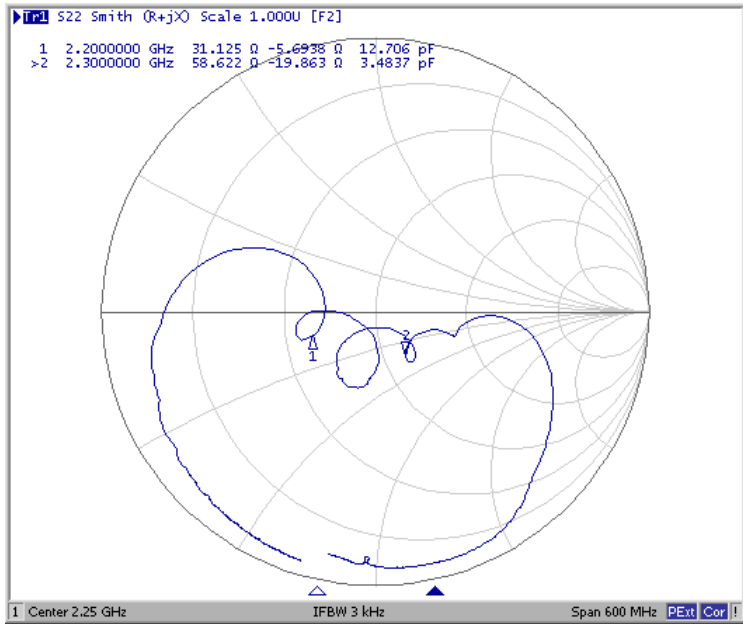 Tr1 S22 Smith (R+jX) Scale 1.000U [F2]
1 2.2000000 GHz 31.125 Ω -5.6938 Ω 12.706 pF
>2 2.3000000 GHz 58.622 Ω -19.863 Ω 3.4837 pF
2
1
1 Center 2.25 GHz IFBW 3 kHz Span 600 MHz PExt Cor !